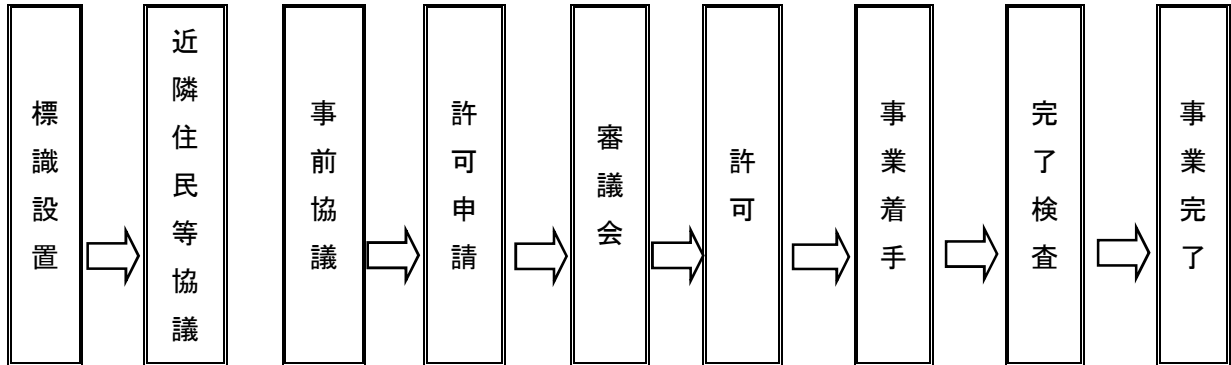 標識設置
近隣住民等協議
事前協議
許可申請
審議会
許可
事業着手
完了検査
事業完了